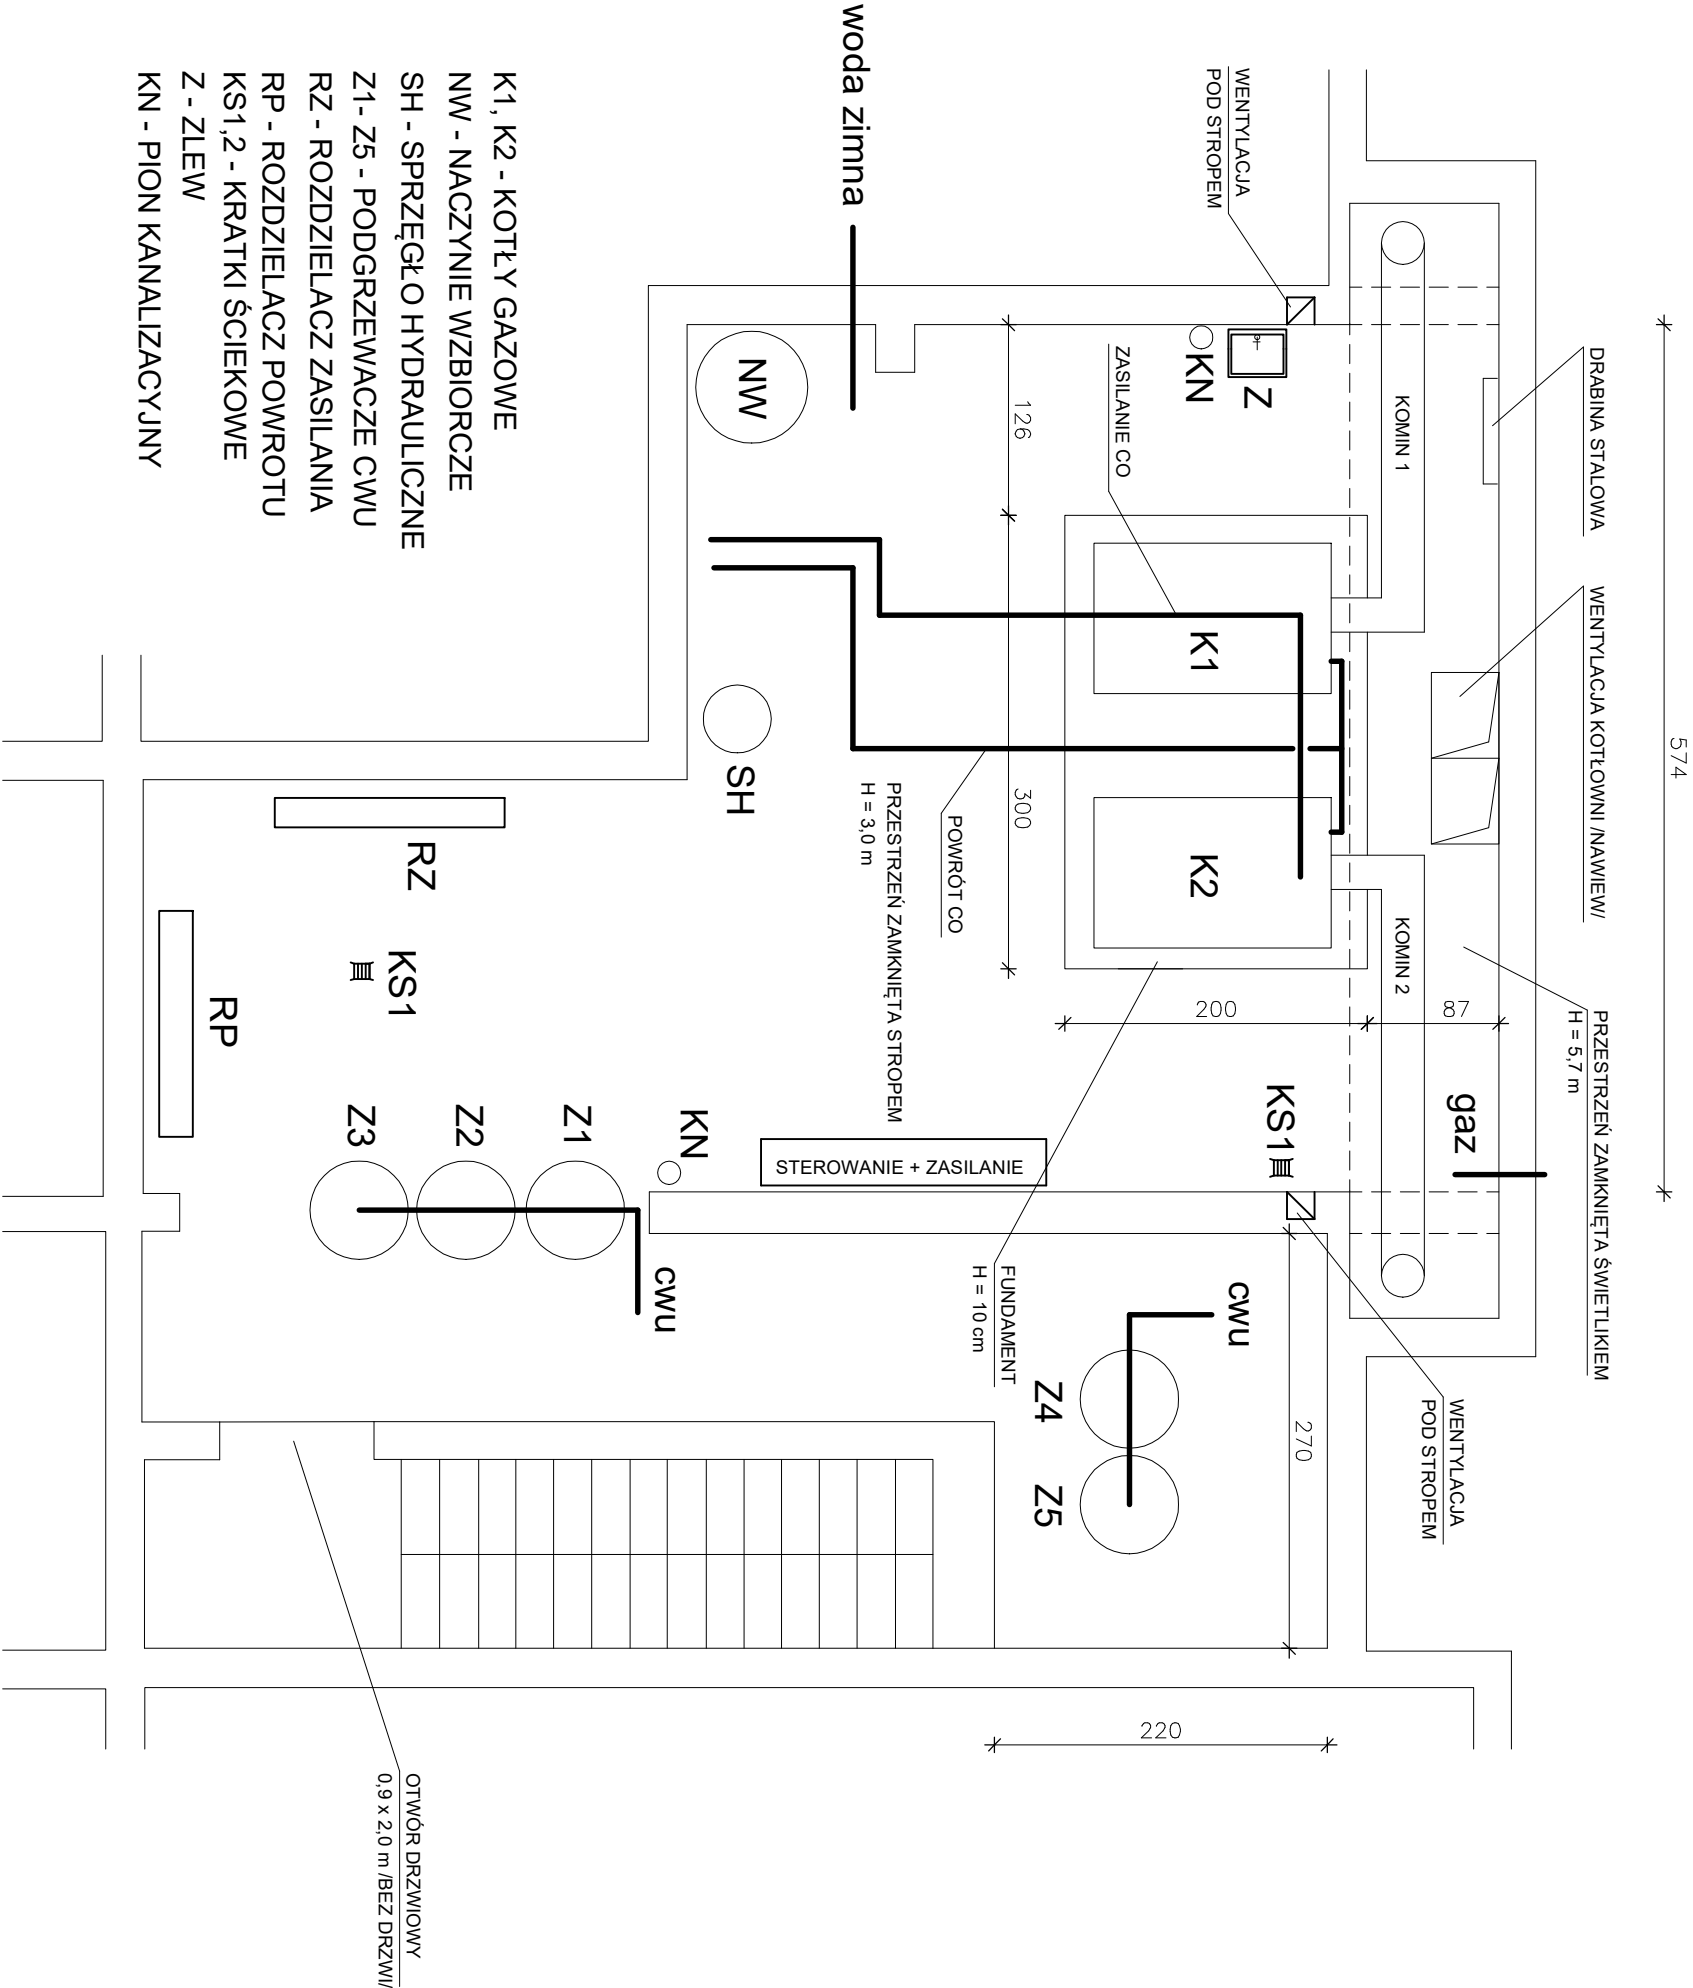 574
DRABINA STALOWA
WENTYLACJA KOTŁOWNI /NAWIEW/
PRZESTRZEŃ ZAMKNIĘTA ŚWIETLIKIEM
H = 5,7 m
WENTYLACJA
POD STROPEM
KOMIN 1
KOMIN 2
87
gaz
WENTYLACJA
POD STROPEM
Z
KN
K1
K2
200
KS1
cwu
270
ZASILANIE CO
126
300
Z4
Z5
FUNDAMENT
H = 10 cm
220
POWRÓT CO
PRZESTRZEŃ ZAMKNIĘTA STROPEM
H = 3,0 m
STEROWANIE + ZASILANIE
woda zimna
NW
SH
KN
cwu
Z1
Z2
Z3
RZ
KS1
RP
OTWÓR DRZWIOWY
0,9 x 2,0 m /BEZ DRZWI/
K1, K2 - KOTŁY GAZOWE
NW - NACZYNIE WZBIORCZE
SH - SPRZĘGŁO HYDRAULICZNE
Z1- Z5 - PODGRZEWACZE CWU
RZ - ROZDZIELACZ ZASILANIA
RP - ROZDZIELACZ POWROTU
KS1,2 - KRATKI ŚCIEKOWE
Z - ZLEW
KN - PION KANALIZACYJNY